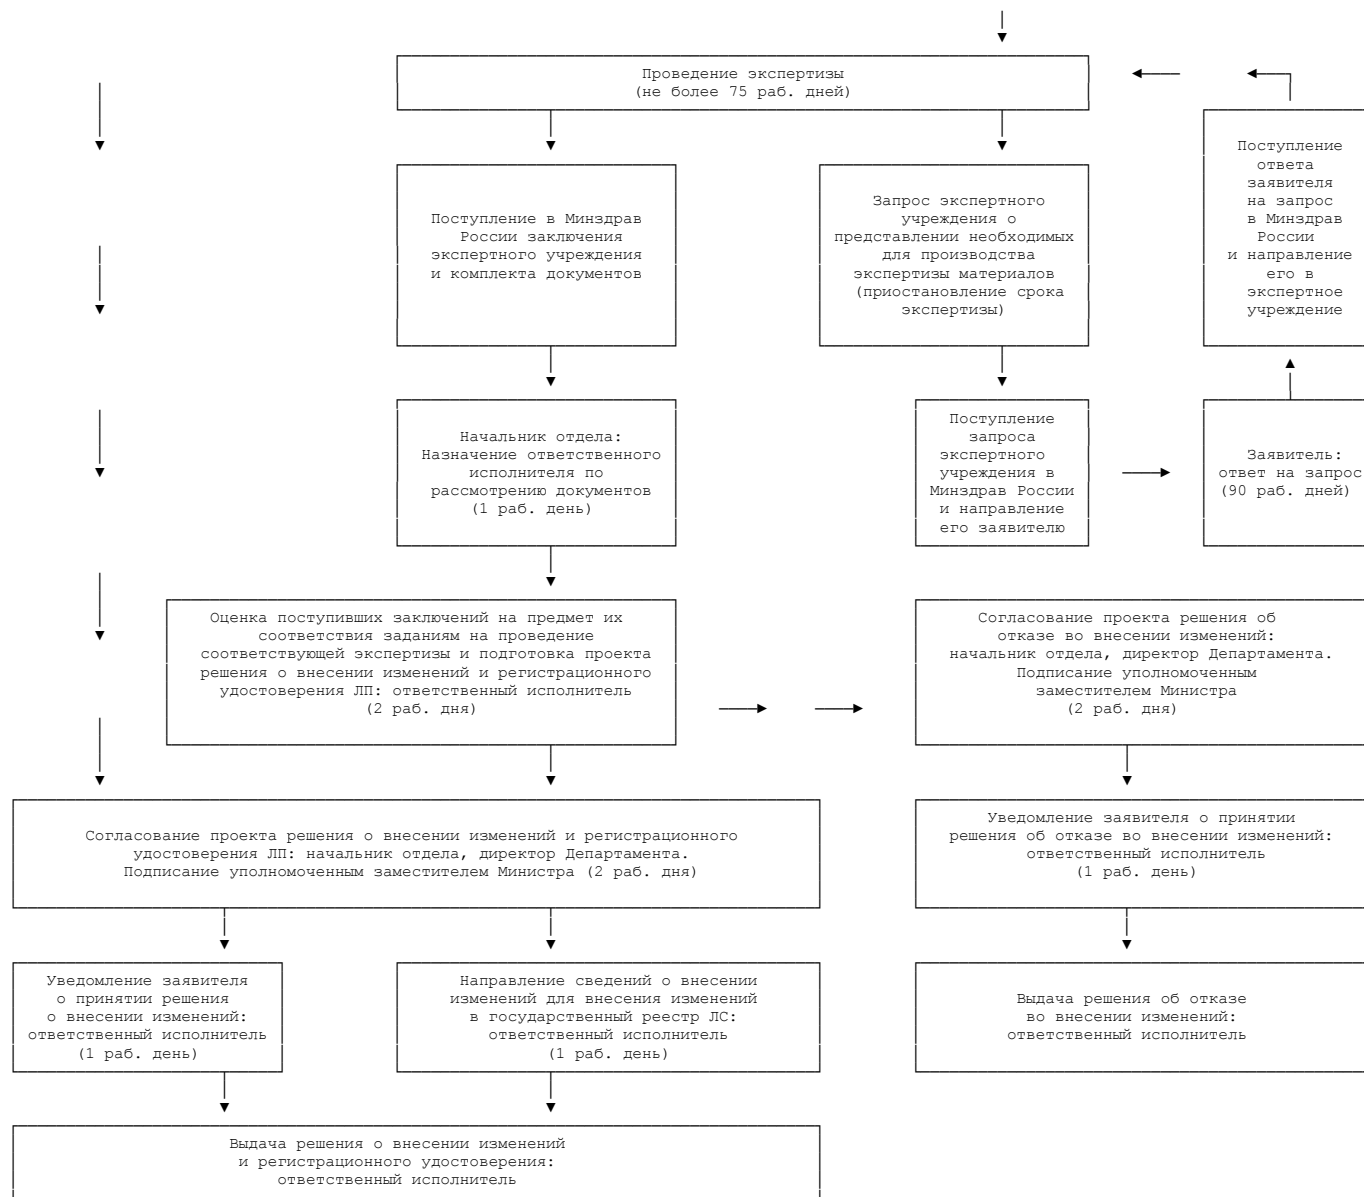 Проведение экспертизы
(не более 75 раб. дней)
Поступление
ответа
заявителя
на запрос
в Минздрав
России
и направление
его в
экспертное
учреждение
Поступление в Минздрав
России заключения
экспертного учреждения
и комплекта документов
Запрос экспертного
учреждения о
представлении необходимых
для производства
экспертизы материалов
(приостановление срока
экспертизы)
Начальник отдела:
Назначение ответственного
исполнителя по
рассмотрению документов
(1 раб. день)
Поступление
запроса
экспертного
учреждения в
Минздрав России
и направление
его заявителю
Заявитель:
ответ на запрос
(90 раб. дней)
Оценка поступивших заключений на предмет их
соответствия заданиям на проведение
соответствующей экспертизы и подготовка проекта
решения о внесении изменений и регистрационного
удостоверения ЛП: ответственный исполнитель
(2 раб. дня)
Согласование проекта решения об
отказе во внесении изменений:
начальник отдела, директор Департамента.
Подписание уполномоченным
заместителем Министра
(2 раб. дня)
Согласование проекта решения о внесении изменений и регистрационного
удостоверения ЛП: начальник отдела, директор Департамента.
Подписание уполномоченным заместителем Министра (2 раб. дня)
Уведомление заявителя о принятии
решения об отказе во внесении изменений:
ответственный исполнитель
(1 раб. день)
Уведомление заявителя
о принятии решения
о внесении изменений:
ответственный исполнитель
(1 раб. день)
Направление сведений о внесении
изменений для внесения изменений
в государственный реестр ЛС:
ответственный исполнитель
(1 раб. день)
Выдача решения об отказе
во внесении изменений:
ответственный исполнитель
Выдача решения о внесении изменений
и регистрационного удостоверения:
ответственный исполнитель